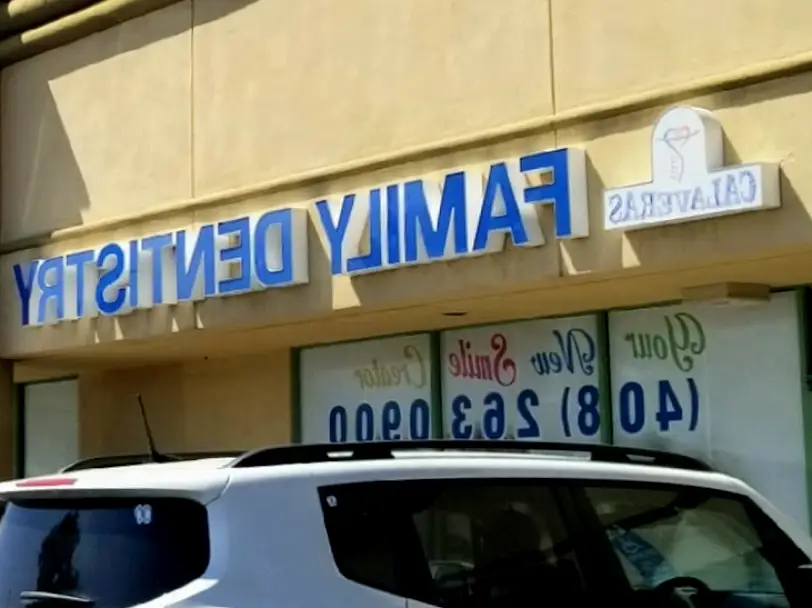 CALAVERAS
FAMILY DENTISTRY
Your New Smile Creator
(408) 263 0900